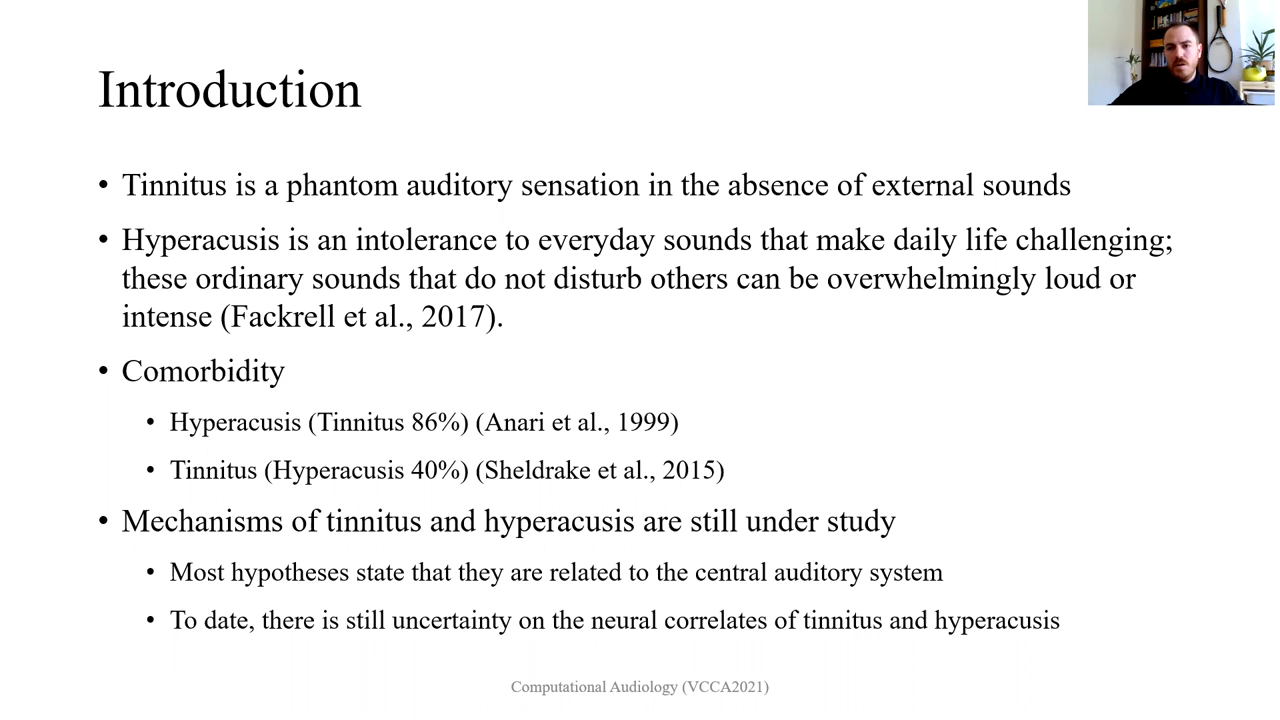 Introduction
• Tinnitus is a phantom auditory sensation in the absence of external sounds
• Hyperacusis is an intolerance to everyday sounds that make daily life challenging;
these ordinary sounds that do not disturb others can be overwhelmingly loud or
intense (Fackrell et al., 2017).
• Comorbidity
• Hyperacusis (Tinnitus 86%) (Anari et al., 1999)
• Tinnitus (Hyperacusis 40%) (Sheldrake et al., 2015)
• Mechanisms of tinnitus and hyperacusis are still under study
• Most hypotheses state that they are related to the central auditory system
• To date, there is still uncertainty on the neural correlates of tinnitus and hyperacusis
Computational Audiology (VCCA2021)